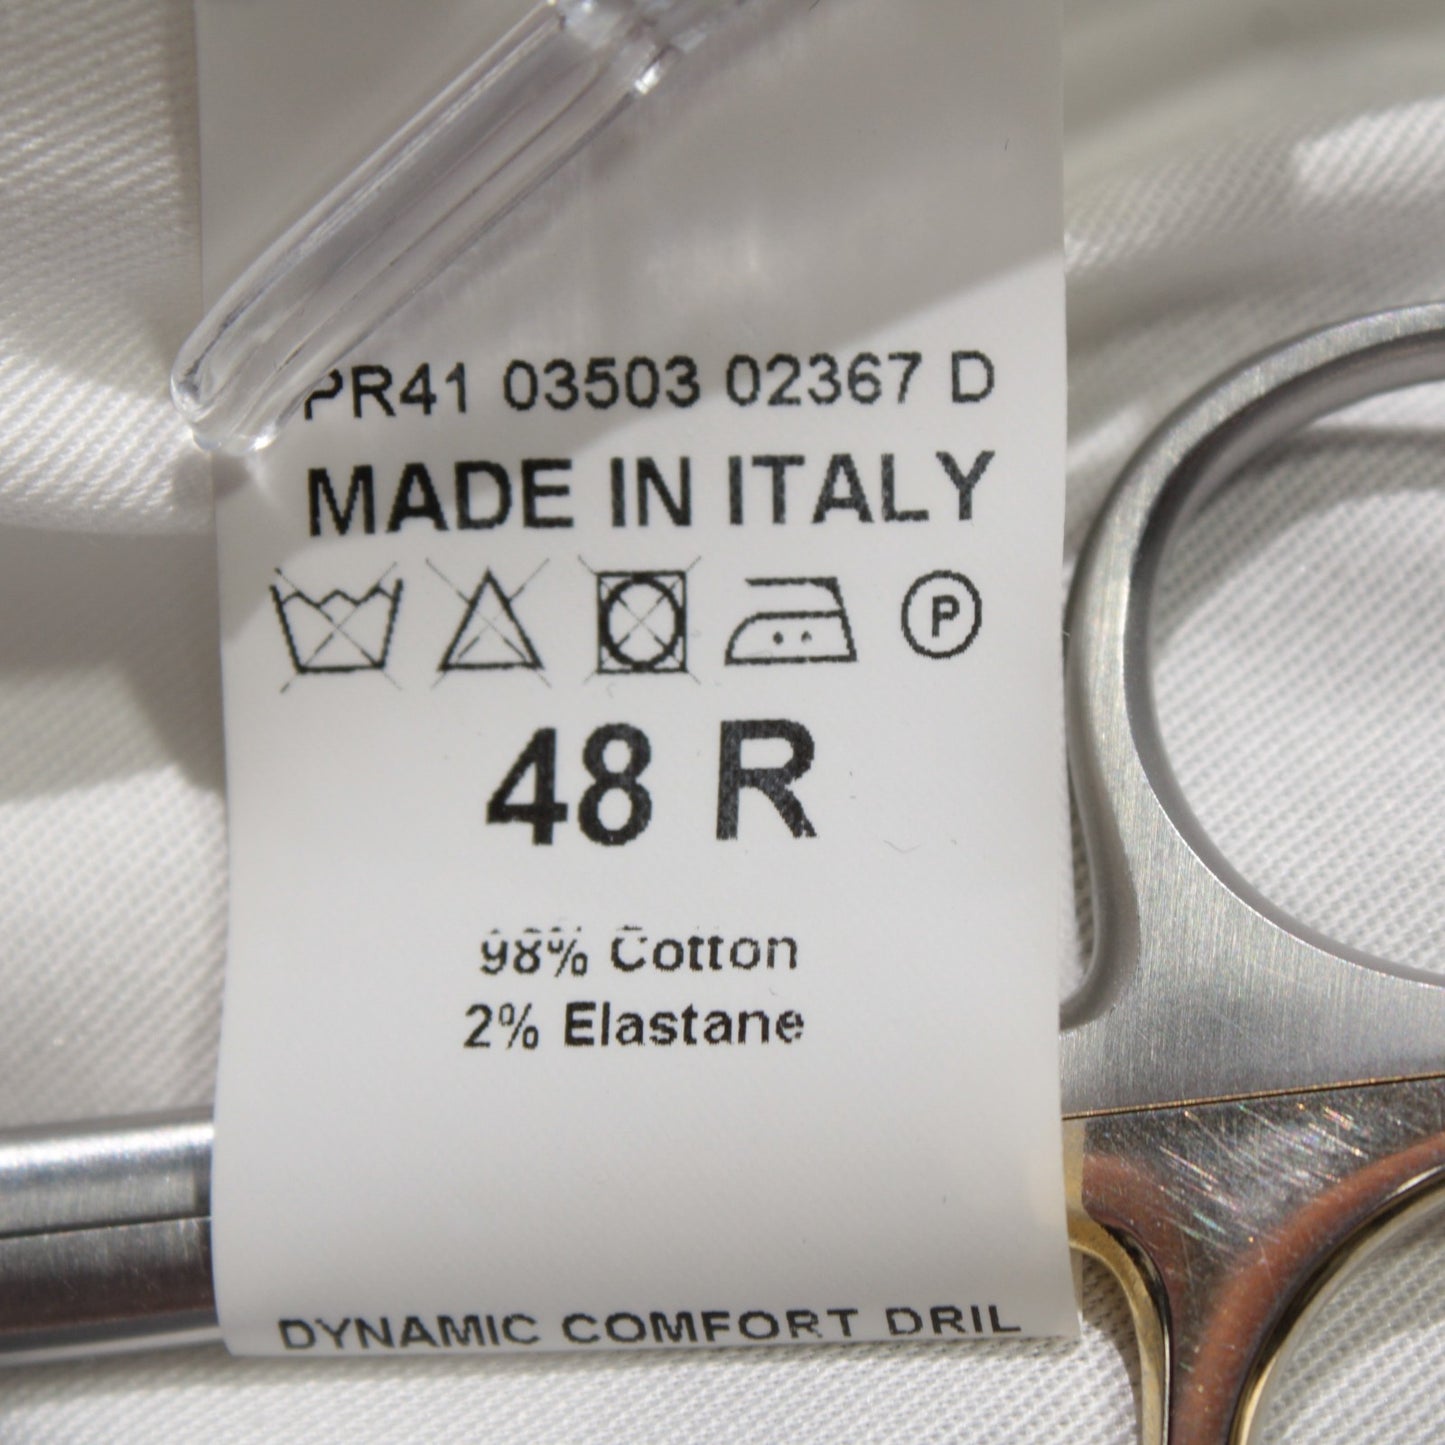 PR41 03503 02367 D
MADE IN ITALY
P
48 R
98% Cotton
2% Elastane
DYNAMIC COMFORT DRIL